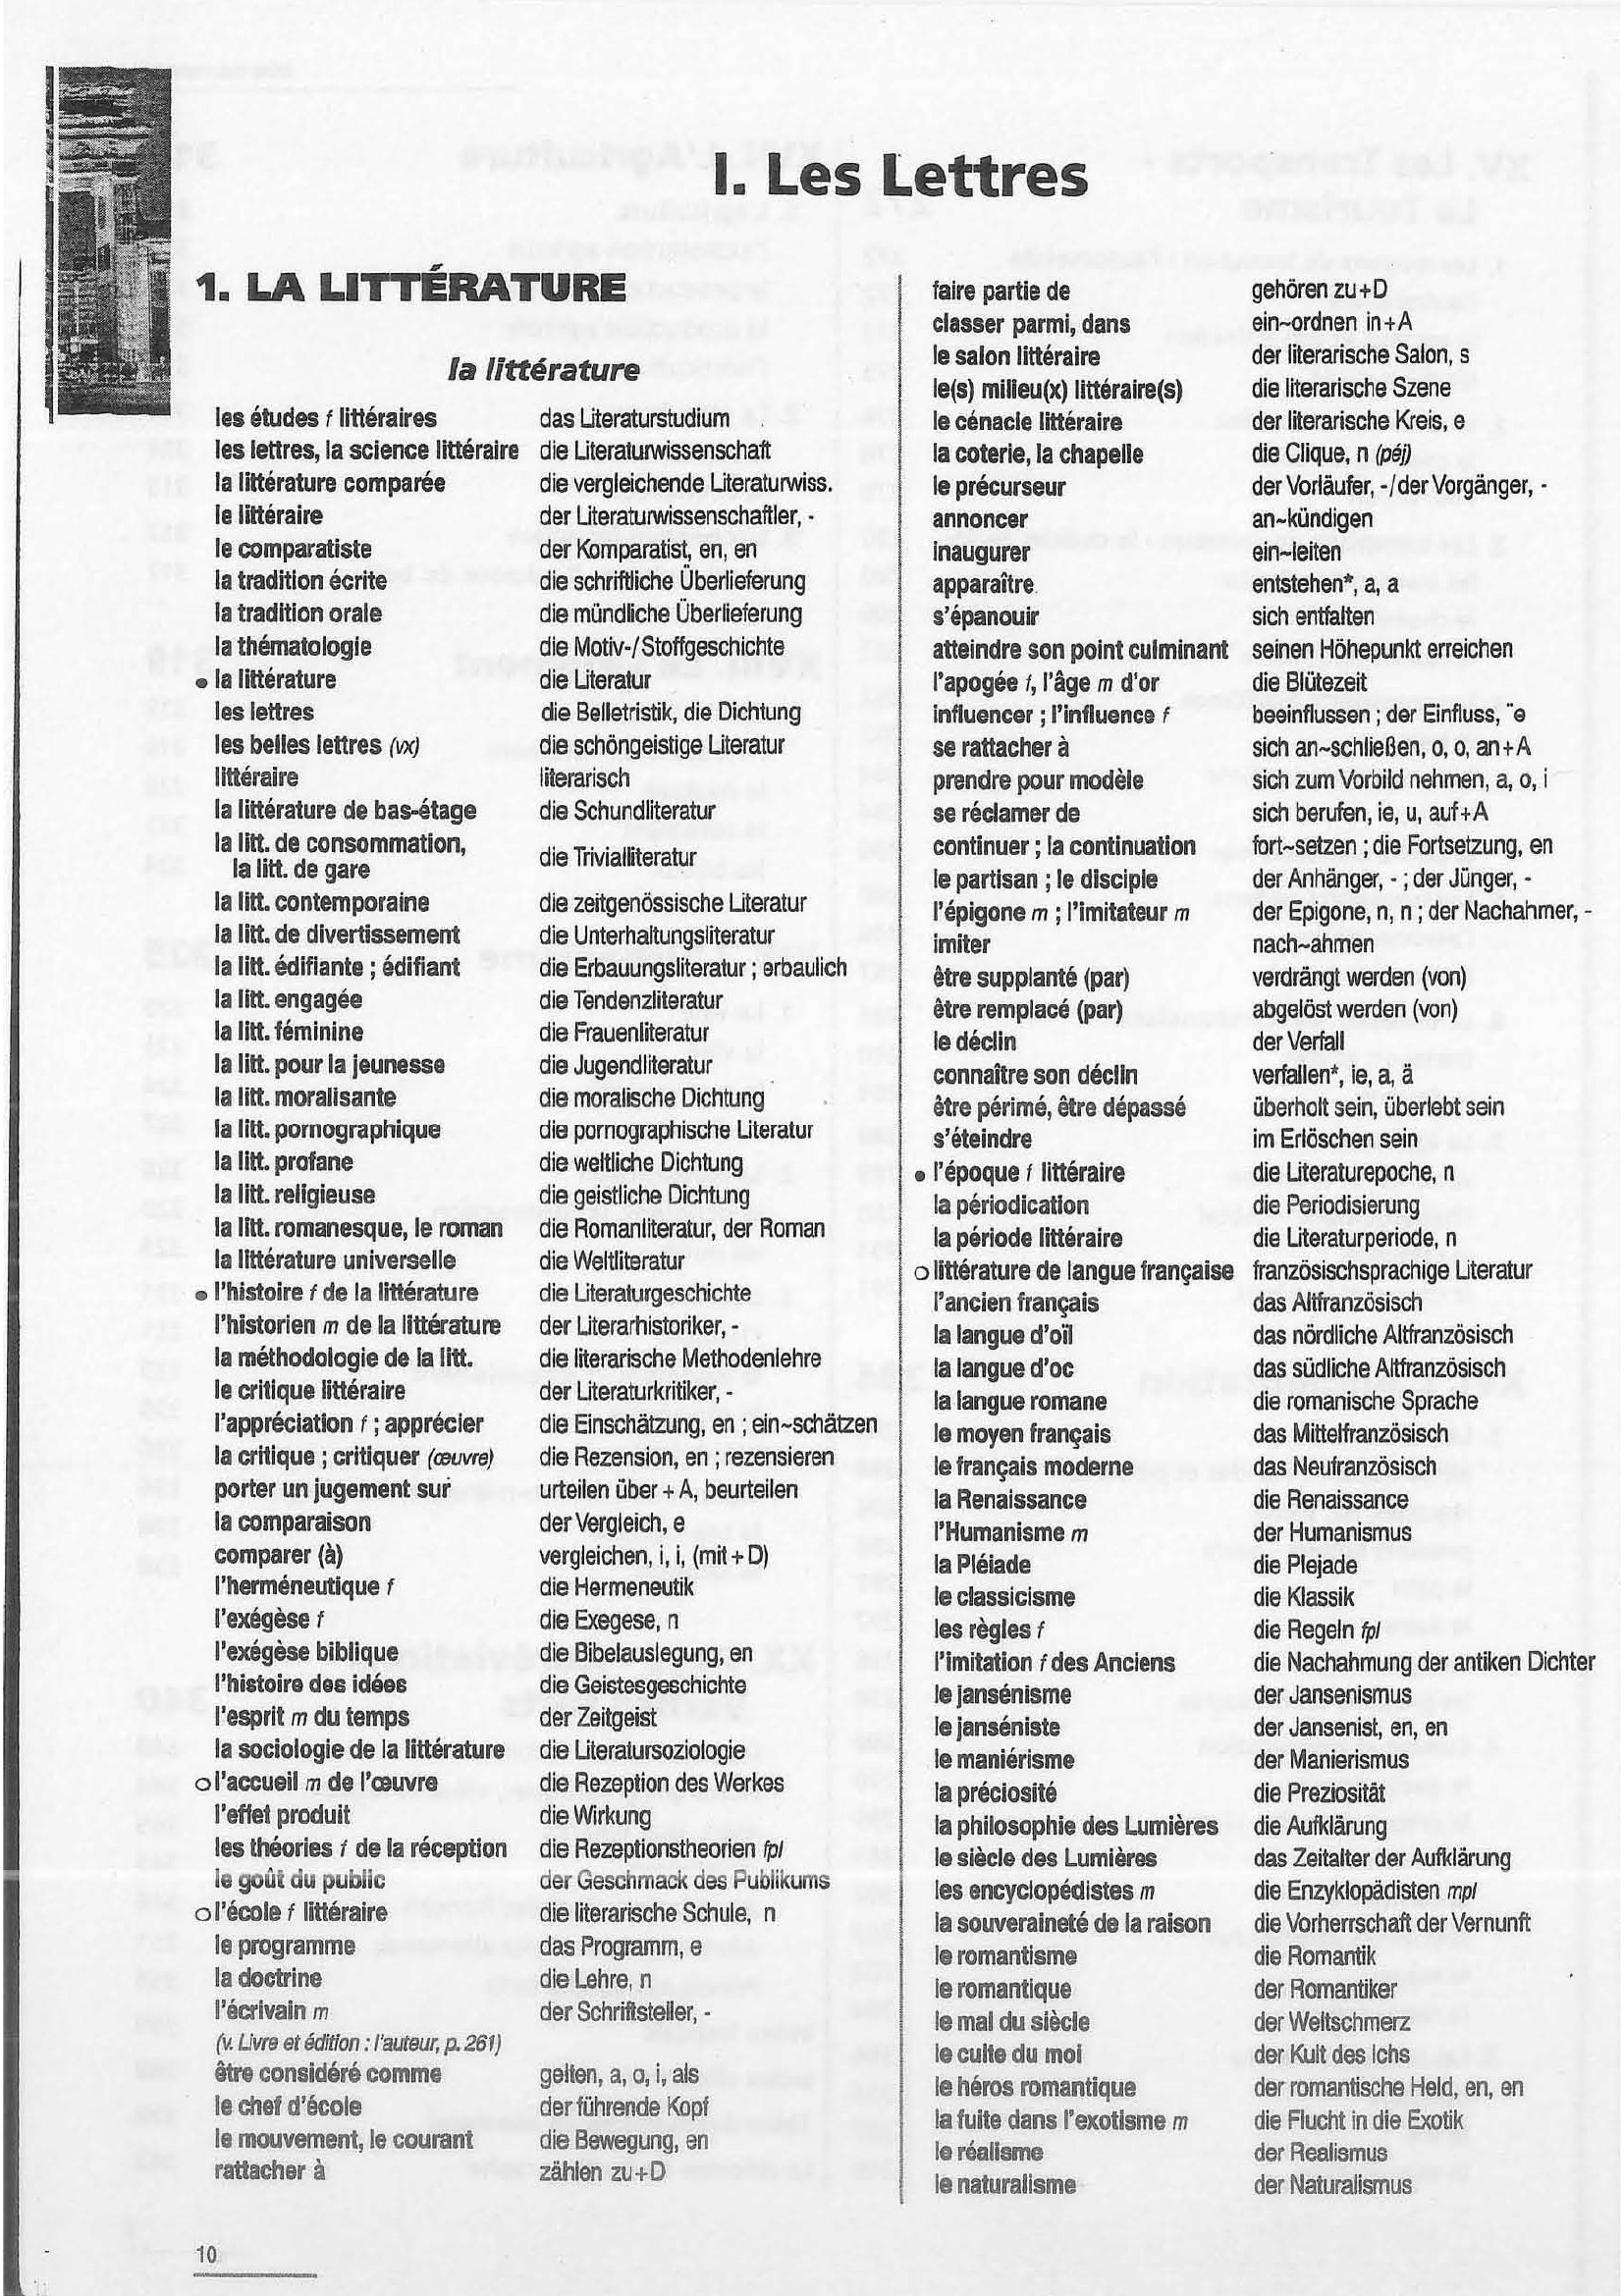 I. Les Lettres
1. LA LITTÉRATURE
la littérature
les études f littéraires das Literaturstudium
les lettres, la science littéraire die Literaturwissenschaft
la littérature comparée die vergleichende Literaturwiss.
le littéraire der Literaturwissenschaftler, -
le comparatiste der Komparatist, en, en
la tradition écrite die schriftliche Überlieferung
la tradition orale die mündliche Überlieferung
la thématologie die Motiv-/Stoffgeschichte
• la littérature die Literatur
les lettres die Belletristik, die Dichtung
les belles lettres (vx) die schöngeistige Literatur
littéraire literarisch
la littérature de bas-étage die Schundliteratur
la litt. de consommation,
la litt. de gare die Trivialliteratur
la litt. contemporaine die zeitgenössische Literatur
la litt. de divertissement die Unterhaltungsliteratur
la litt. édifiante ; édifiant die Erbauungsliteratur ; erbaulich
la litt. engagée die Tendenzliteratur
la litt. féminine die Frauenliteratur
la litt. pour la jeunesse die Jugendliteratur
la litt. moralisante die moralische Dichtung
la litt. pornographique die pornographische Literatur
la litt. profane die weltliche Dichtung
la litt. religieuse die geistliche Dichtung
la litt. romanesque, le roman die Romanliteratur, der Roman
la littérature universelle die Weltliteratur
• l'histoire f de la littérature die Literaturgeschichte
l'historien m de la littérature der Literarhistoriker, -
la méthodologie de la litt. die literarische Methodenlehre
le critique littéraire der Literaturkritiker, -
l'appréciation f ; apprécier die Einschätzung, en ; ein~schätzen
la critique ; critiquer (œuvre) die Rezension, en ; rezensieren
porter un jugement sur urteilen über + A, beurteilen
la comparaison der Vergleich, e
comparer (à) vergleichen, i, i, (mit + D)
l'herméneutique f die Hermeneutik
l'exégèse f die Exegese, n
l'exégèse biblique die Bibelauslegung, en
l'histoire des idées die Geistesgeschichte
l'esprit m du temps der Zeitgeist
la sociologie de la littérature die Literatursoziologie
o l'accueil m de l'œuvre die Rezeption des Werkes
l'effet produit die Wirkung
les théories f de la réception die Rezeptionstheorien fpl
le goût du public der Geschmack des Publikums
o l'école f littéraire die literarische Schule, n
le programme das Programm, e
la doctrine die Lehre, n
l'écrivain m der Schriftsteller, -
(v. Livre et édition : l'auteur, p. 261)
être considéré comme gelten, a, o, i, als
le chef d'école der führende Kopf
le mouvement, le courant die Bewegung, en
rattacher à zählen zu+D
faire partie de gehören zu+D
classer parmi, dans ein~ordnen in+A
le salon littéraire der literarische Salon, s
le(s) milieu(x) littéraire(s) die literarische Szene
le cénacle littéraire der literarische Kreis, e
la coterie, la chapelle die Clique, n (péj)
le précurseur der Vorläufer, -/der Vorgänger, -
annoncer an~kündigen
inaugurer ein~leiten
apparaître entstehen*, a, a
s'épanouir sich entfalten
atteindre son point culminant seinen Höhepunkt erreichen
l'apogée f, l'âge m d'or die Blütezeit
influencer ; l'influence f beeinflussen ; der Einfluss, ¨e
se rattacher à sich an~schließen, o, o, an+A
prendre pour modèle sich zum Vorbild nehmen, a, o, i
se réclamer de sich berufen, ie, u, auf+A
continuer ; la continuation fort~setzen ; die Fortsetzung, en
le partisan ; le disciple der Anhänger, - ; der Jünger, -
l'épigone m ; l'imitateur m der Epigone, n, n ; der Nachahmer, -
imiter nach~ahmen
être supplanté (par) verdrängt werden (von)
être remplacé (par) abgelöst werden (von)
le déclin der Verfall
connaître son déclin verfallen*, ie, a, ä
être périmé, être dépassé überholt sein, überlebt sein
s'éteindre im Erlöschen sein
• l'époque f littéraire die Literaturepoche, n
la périodication die Periodisierung
la période littéraire die Literaturperiode, n
o littérature de langue française französischsprachige Literatur
l'ancien français das Altfranzösisch
la langue d'oïl das nördliche Altfranzösisch
la langue d'oc das südliche Altfranzösisch
la langue romane die romanische Sprache
le moyen français das Mittelfranzösisch
le français moderne das Neufranzösisch
la Renaissance die Renaissance
l'Humanisme m der Humanismus
la Pléiade die Plejade
le classicisme die Klassik
les règles f die Regeln fpl
l'imitation f des Anciens die Nachahmung der antiken Dichter
le jansénisme der Jansenismus
le janséniste der Jansenist, en, en
le maniérisme der Manierismus
la préciosité die Preziosität
la philosophie des Lumières die Aufklärung
le siècle des Lumières das Zeitalter der Aufklärung
les encyclopédistes m die Enzyklopädisten mpl
la souveraineté de la raison die Vorherrschaft der Vernunft
le romantisme die Romantik
le romantique der Romantiker
le mal du siècle der Weltschmerz
le culte du moi der Kult des Ichs
le héros romantique der romantische Held, en, en
la fuite dans l'exotisme m die Flucht in die Exotik
le réalisme der Realismus
le naturalisme der Naturalismus
10